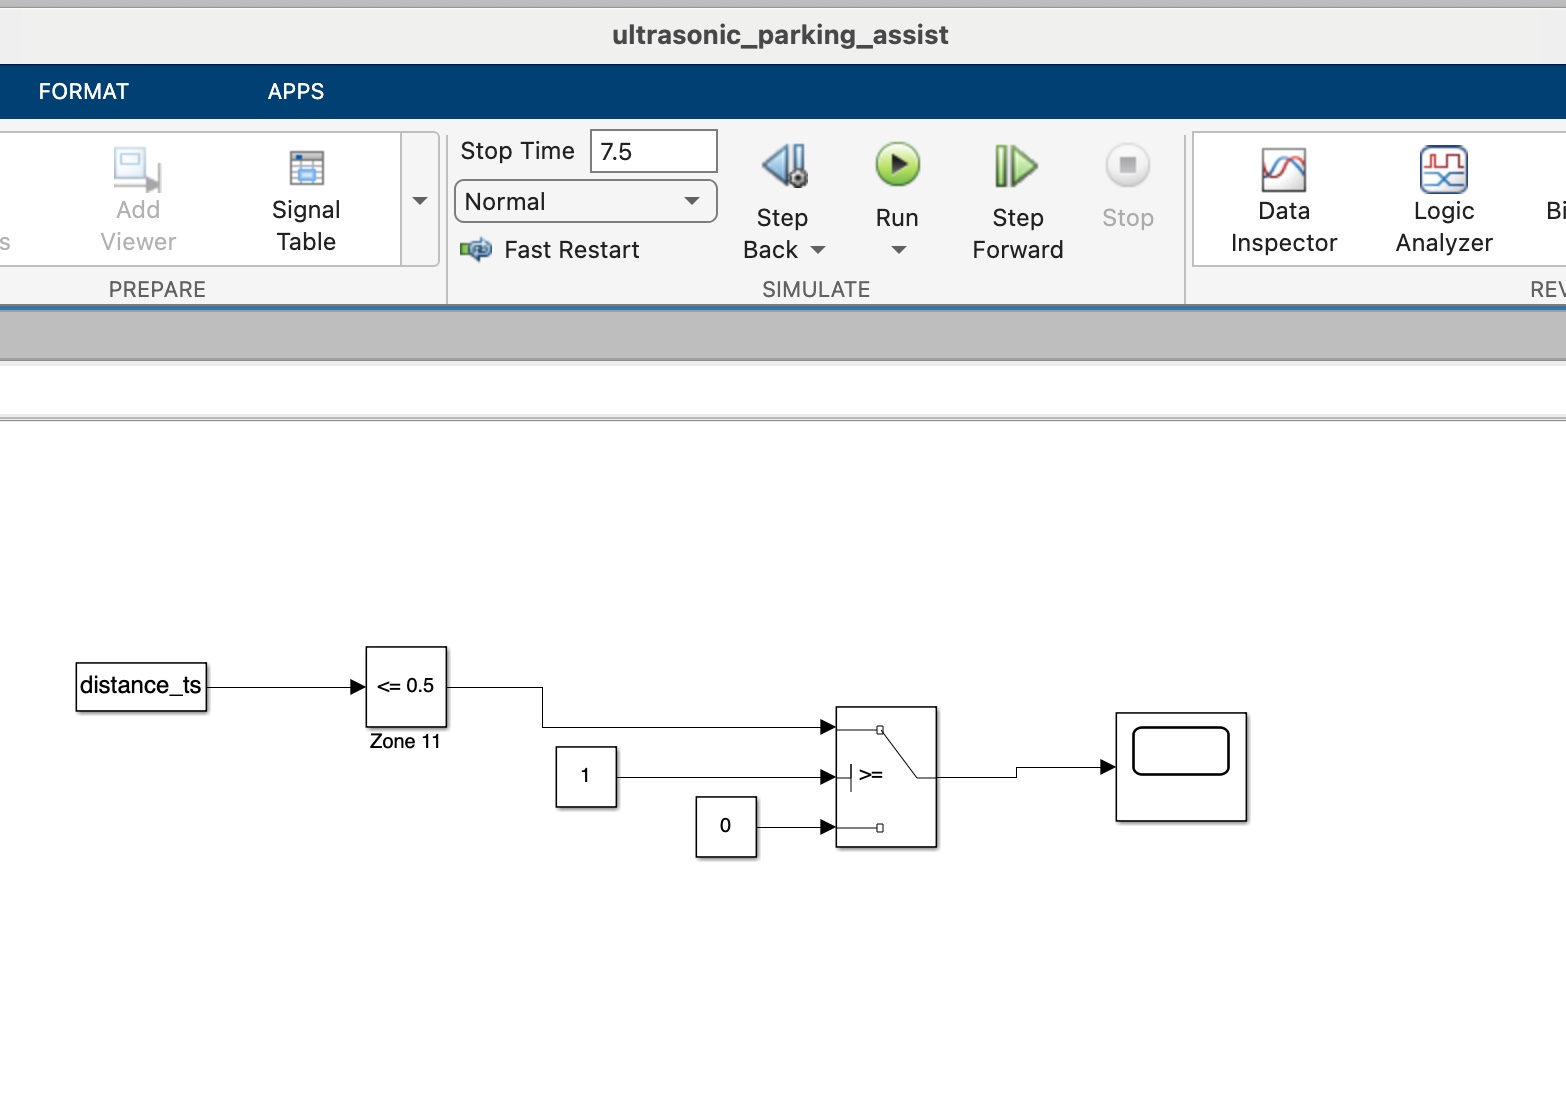 ultrasonic_parking_assist
FORMAT
APPS
s
Add
Viewer
Signal
Table
PREPARE
Stop Time
7.5
Normal
Fast Restart
Step
Back
Run
Step
Forward
Stop
SIMULATE
Data
Inspector
Logic
Analyzer
Bi
REV
distance_ts
<= 0.5
Zone 11
1
0
>=